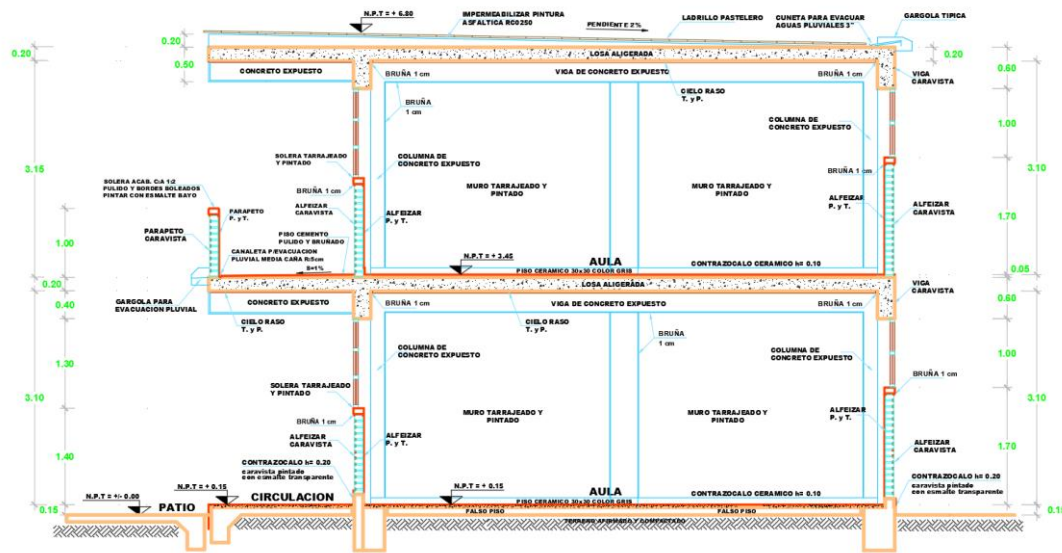 N.P.T = + 6.80
IMPERMEABILIZAR PINTURA
ASFALTICA RC0250
PENDIENTE 2%
LADRILLO PASTELERO
CUNETA PARA EVACUAR
AGUAS PLUVIALES 3"
GARGOLA TIPICA
0.20
0.20
0.50
LOSA ALIGERADA
0.20
0.60
CONCRETO EXPUESTO
BRUÑA 1 cm
VIGA DE CONCRETO EXPUESTO
BRUÑA 1 cm
VIGA
CARAVISTA
CIELO RASO
T. y P.
BRUÑA
1 cm
COLUMNA DE
CONCRETO EXPUESTO
1.00
SOLERA TARRAJEADO
Y PINTADO
COLUMNA DE
CONCRETO EXPUESTO
3.15
3.10
SOLERA ACAB. C:A 1:2
PULIDO Y BORDES BOLEADOS
PINTAR CON ESMALTE BAYO
BRUÑA 1 cm
MURO TARRAJEADO Y
PINTADO
MURO TARRAJEADO Y
PINTADO
BRUÑA 1 cm
ALFEIZAR
CARAVISTA
ALFEIZAR
P. y T.
ALFEIZAR
P. y T.
ALFEIZAR
CARAVISTA
PARAPETO
P. y T.
PARAPETO
CARAVISTA
PISO CEMENTO
PULIDO Y BRUÑADO
1.00
1.70
CANALETA P/EVACUACION
PLUVIAL MEDIA CAÑA R:5cm
S=1%
N.P.T = + 3.45
AULA
CONTRAZOCALO CERAMICO h= 0.10
PISO CERAMICO 30x30 COLOR GRIS
0.05
0.20
LOSA ALIGERADA
VIGA
CARAVISTA
GARGOLA PARA
EVACUACION PLUVIAL
0.40
CONCRETO EXPUESTO
BRUÑA 1 cm
VIGA DE CONCRETO EXPUESTO
BRUÑA 1 cm
0.60
CIELO RASO
T. y P.
CIELO RASO
T. y P.
BRUÑA
1 cm
COLUMNA DE
CONCRETO EXPUESTO
COLUMNA DE
CONCRETO EXPUESTO
1.30
1.00
BRUÑA 1 cm
SOLERA TARRAJEADO
Y PINTADO
3.10
3.10
MURO TARRAJEADO Y
PINTADO
MURO TARRAJEADO Y
PINTADO
ALFEIZAR
P. y T.
BRUÑA 1 cm
ALFEIZAR
CARAVISTA
ALFEIZAR
P. y T.
ALFEIZAR
CARAVISTA
1.40
1.70
CONTRAZOCALO h= 0.20
caravista pintado
con esmalte transparente
CONTRAZOCALO h= 0.20
caravista pintado
con esmalte transparente
N.P.T = +/- 0.00
N.P.T = + 0.15
CIRCULACION
N.P.T = + 0.15
AULA
CONTRAZOCALO CERAMICO h= 0.10
PISO CERAMICO 30x30 COLOR GRIS
0.15
PATIO
FALSO PISO
FALSO PISO
0.15
TERRENO AFIRMADO Y COMPACTADO